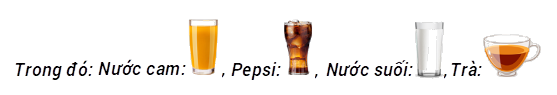 Trong đó: Nước cam: , Pepsi: , Nước suối: , Trà: